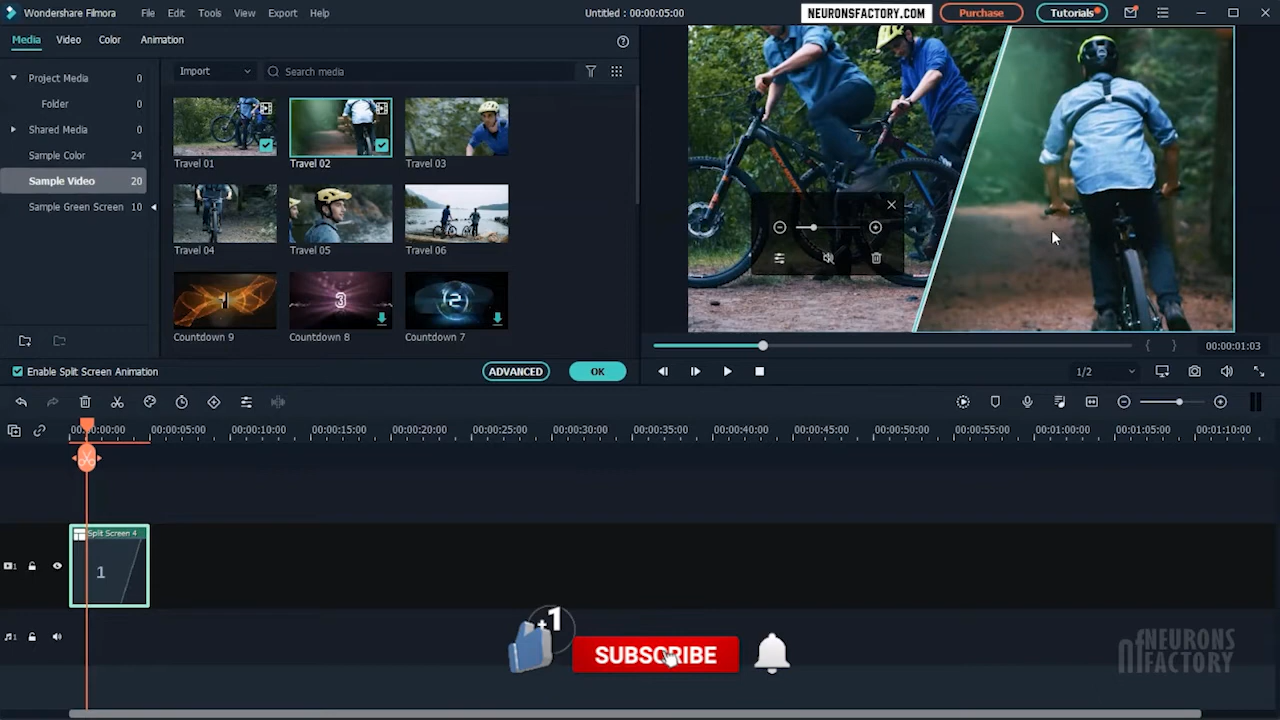 Wondershare Filmora File Edit Tools View Export Help Untitled : 00:00:05:00 NEURONSFACTORY.COM Purchase Tutorials
Media Video Color Animation
Import Search media
Project Media 0
Folder 0
Shared Media 0
Sample Color 24
Sample Video 20
Sample Green Screen 10
Travel 01 Travel 02 Travel 03
Travel 04 Travel 05 Travel 06
3 2
Countdown 9 Countdown 8 Countdown 7
00:00:01:03
Enable Split Screen Animation ADVANCED OK 1/2
00:00:05:00 00:00:10:00 00:00:15:00 00:00:20:00 00:00:25:00 00:00:30:00 00:00:35:00 00:00:40:00 00:00:45:00 00:00:50:00 00:00:55:00 00:01:00:00 00:01:05:00 00:01:10:00
Split Screen 4
1
1
1
+1
SUBSCRIBE
nf NEURONS
FACTORY